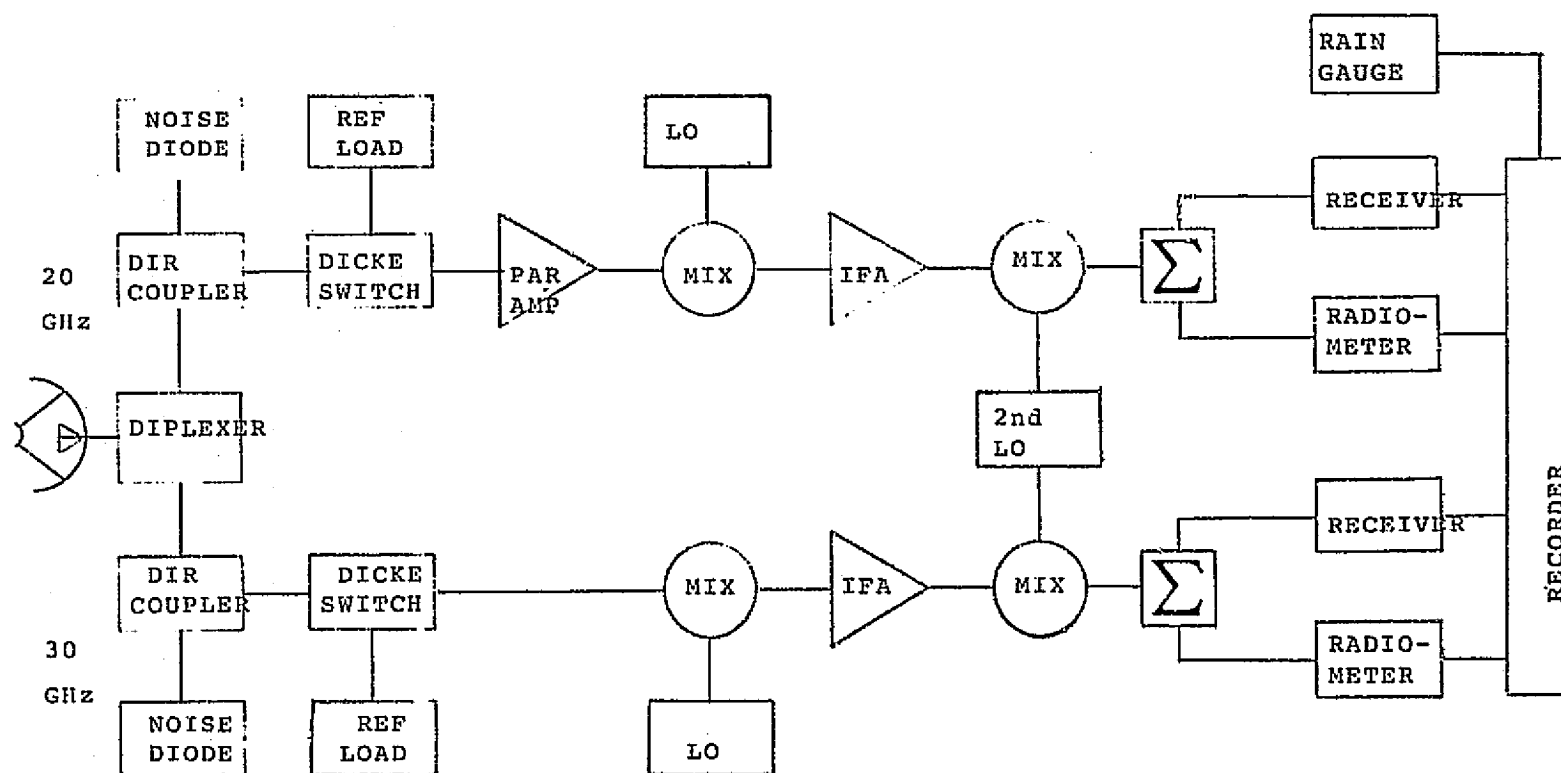 RAIN
GAUGE
NOISE
DIODE
REF
LOAD
LO
RECEIVER
20
GHz
DIR
COUPLER
DICKE
SWITCH
PAR
AMP
MIX
IFA
MIX
Σ
RADIO-
METER
DIPLEXER
2nd
LO
RECORDER
RECEIVER
30
GHz
DIR
COUPLER
DICKE
SWITCH
MIX
IFA
MIX
Σ
RADIO-
METER
NOISE
DIODE
REF
LOAD
LO